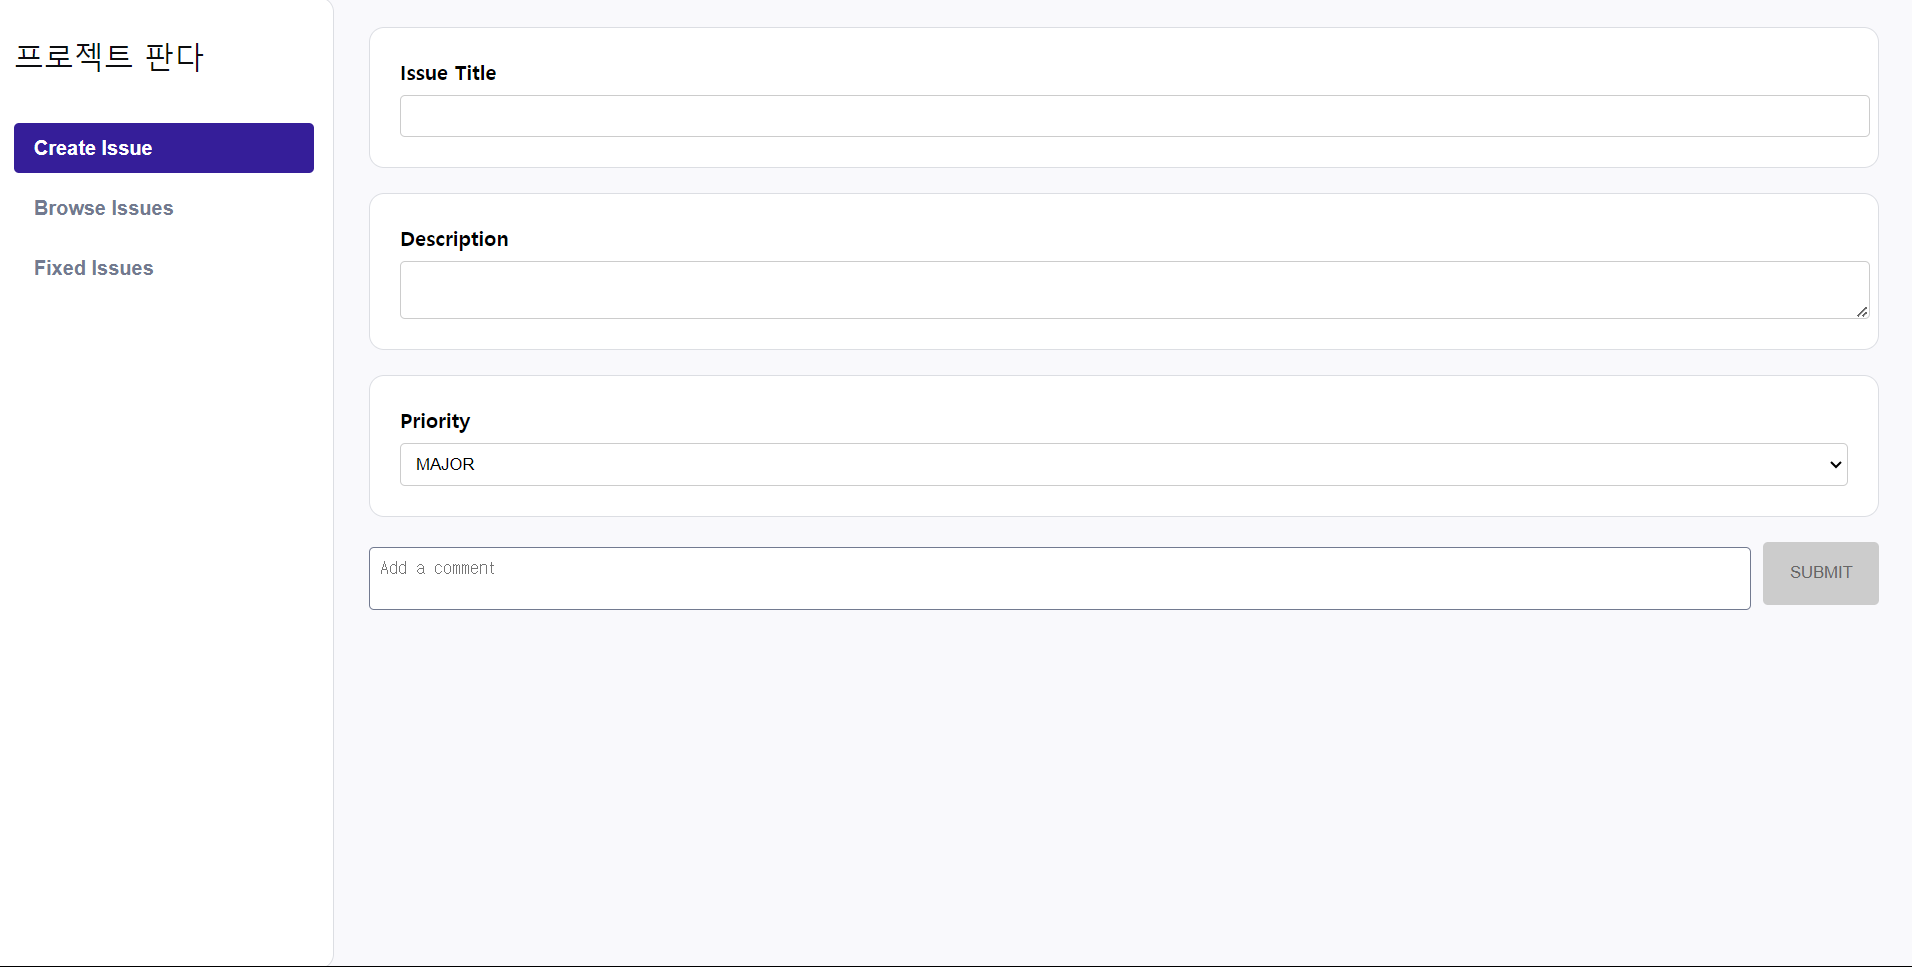 프로젝트 판다
Create Issue
Browse Issues
Fixed Issues
Issue Title
Description
Priority
MAJOR
Add a comment
SUBMIT